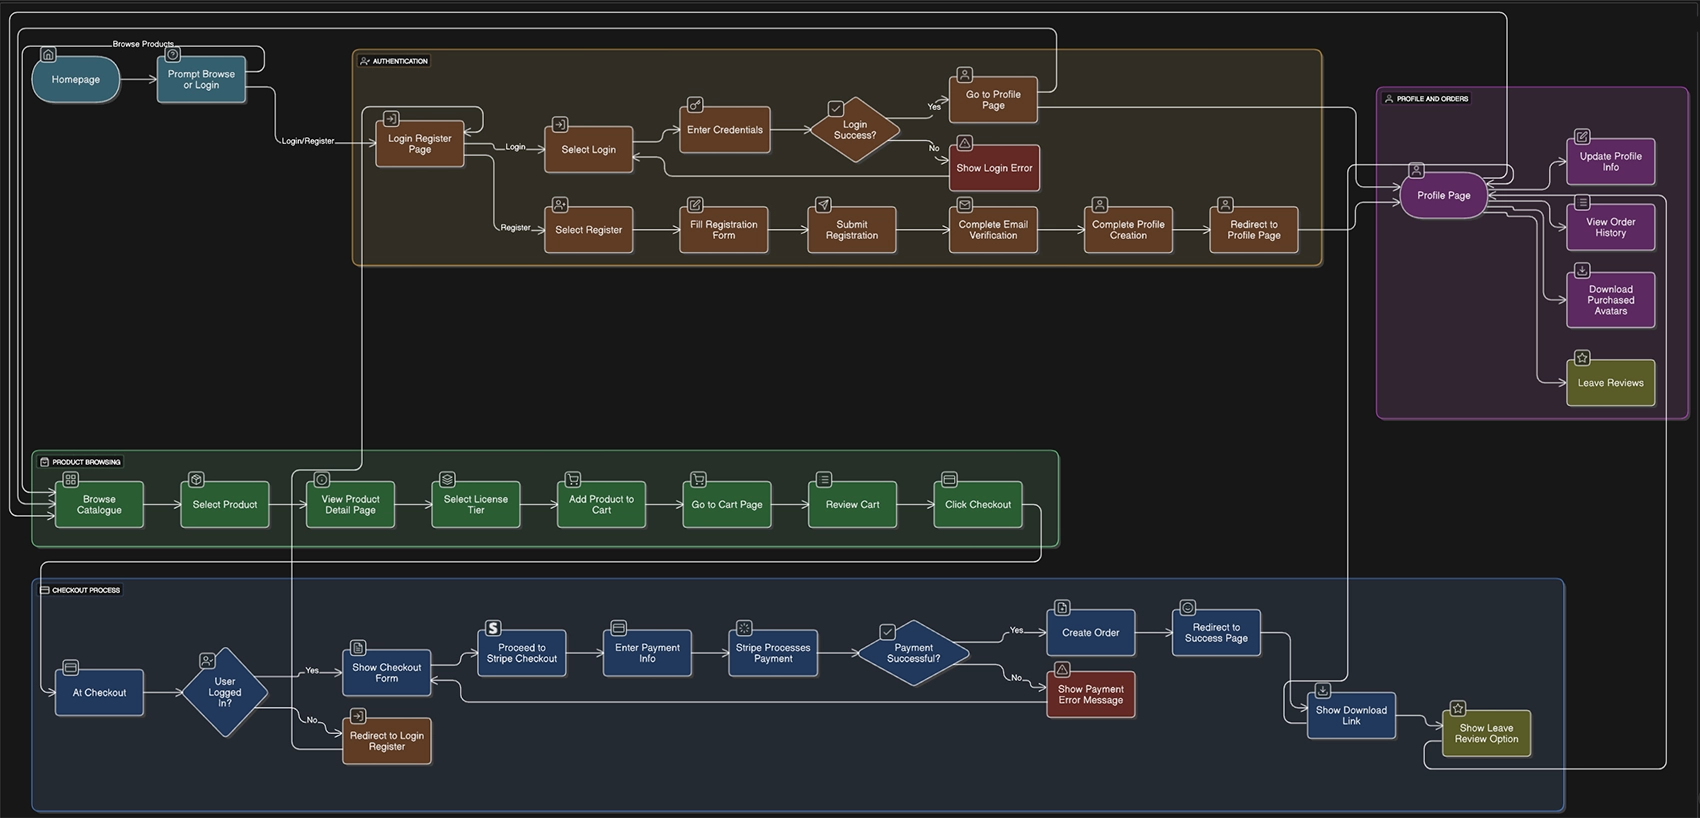 Browse Products
Homepage
Prompt Browse
or Login
Login/Register
AUTHENTICATION
Login Register
Page
Login
Select Login
Enter Credentials
Login
Success?
Yes
Go to Profile
Page
No
Show Login Error
Register
Select Register
Fill Registration
Form
Submit
Registration
Complete Email
Verification
Complete Profile
Creation
Redirect to
Profile Page
PROFILE AND ORDERS
Profile Page
Update Profile
Info
View Order
History
Download
Purchased
Avatars
Leave Reviews
PRODUCT BROWSING
Browse
Catalogue
Select Product
View Product
Detail Page
Select License
Tier
Add Product to
Cart
Go to Cart Page
Review Cart
Click Checkout
CHECKOUT PROCESS
At Checkout
User
Logged
In?
Yes
Show Checkout
Form
No
Redirect to Login
Register
S
Proceed to
Stripe Checkout
Enter Payment
Info
Stripe Processes
Payment
Payment
Successful?
Yes
Create Order
No
Show Payment
Error Message
Redirect to
Success Page
Show Download
Link
Show Leave
Review Option